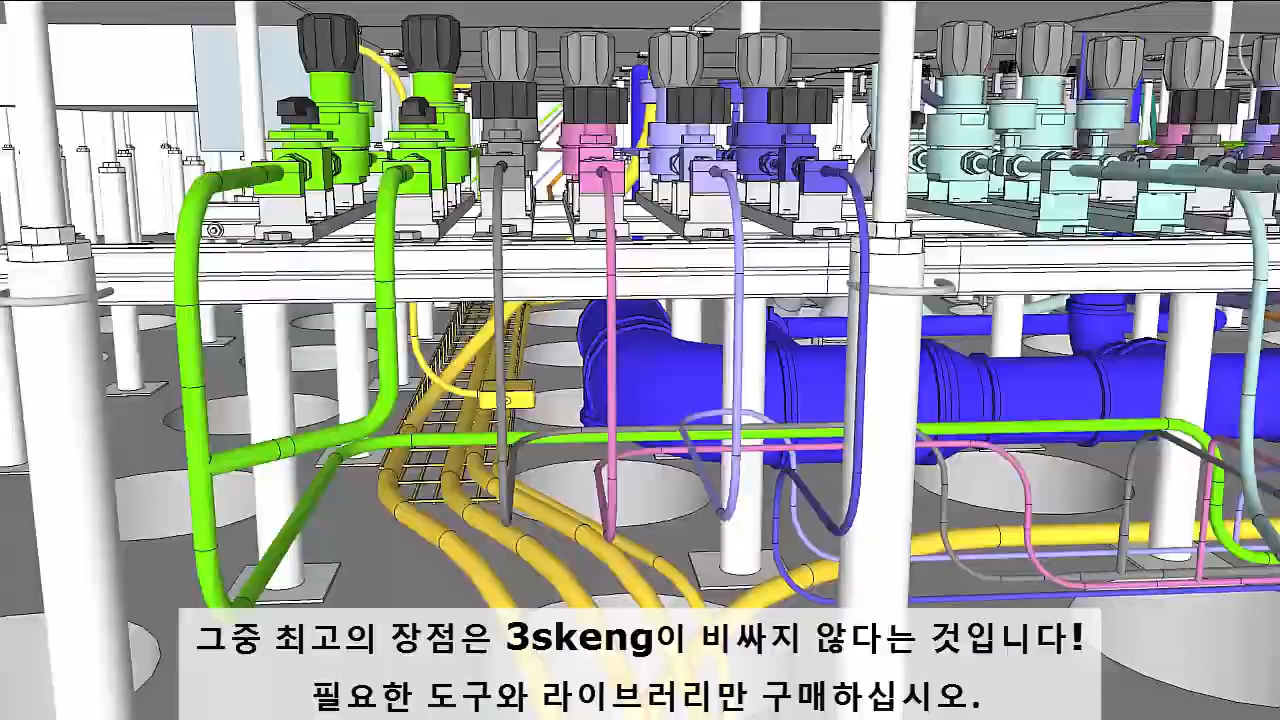 그중 최고의 장점은 3skeng이 비싸지 않다는 것입니다!
필요한 도구와 라이브러리만 구매하십시오.